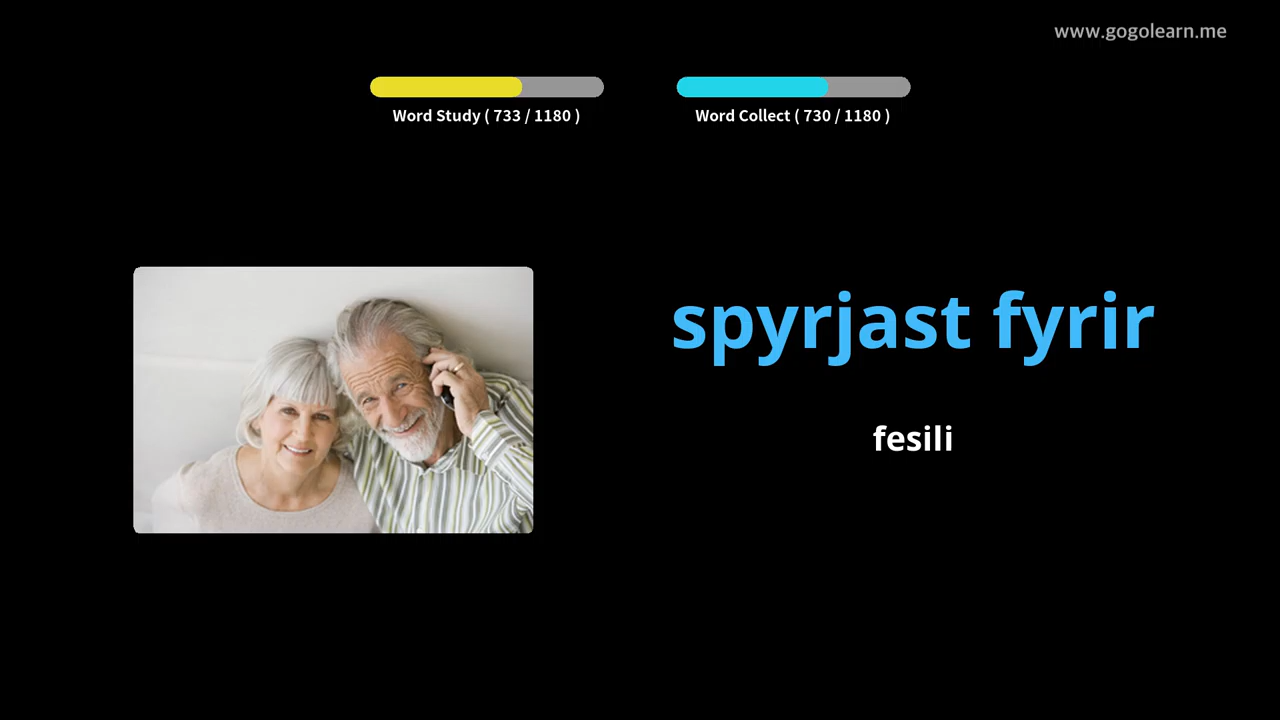 www.gogolearn.me
Word Study ( 733 / 1180 )
Word Collect ( 730 / 1180 )
spyrjast fyrir
fesili